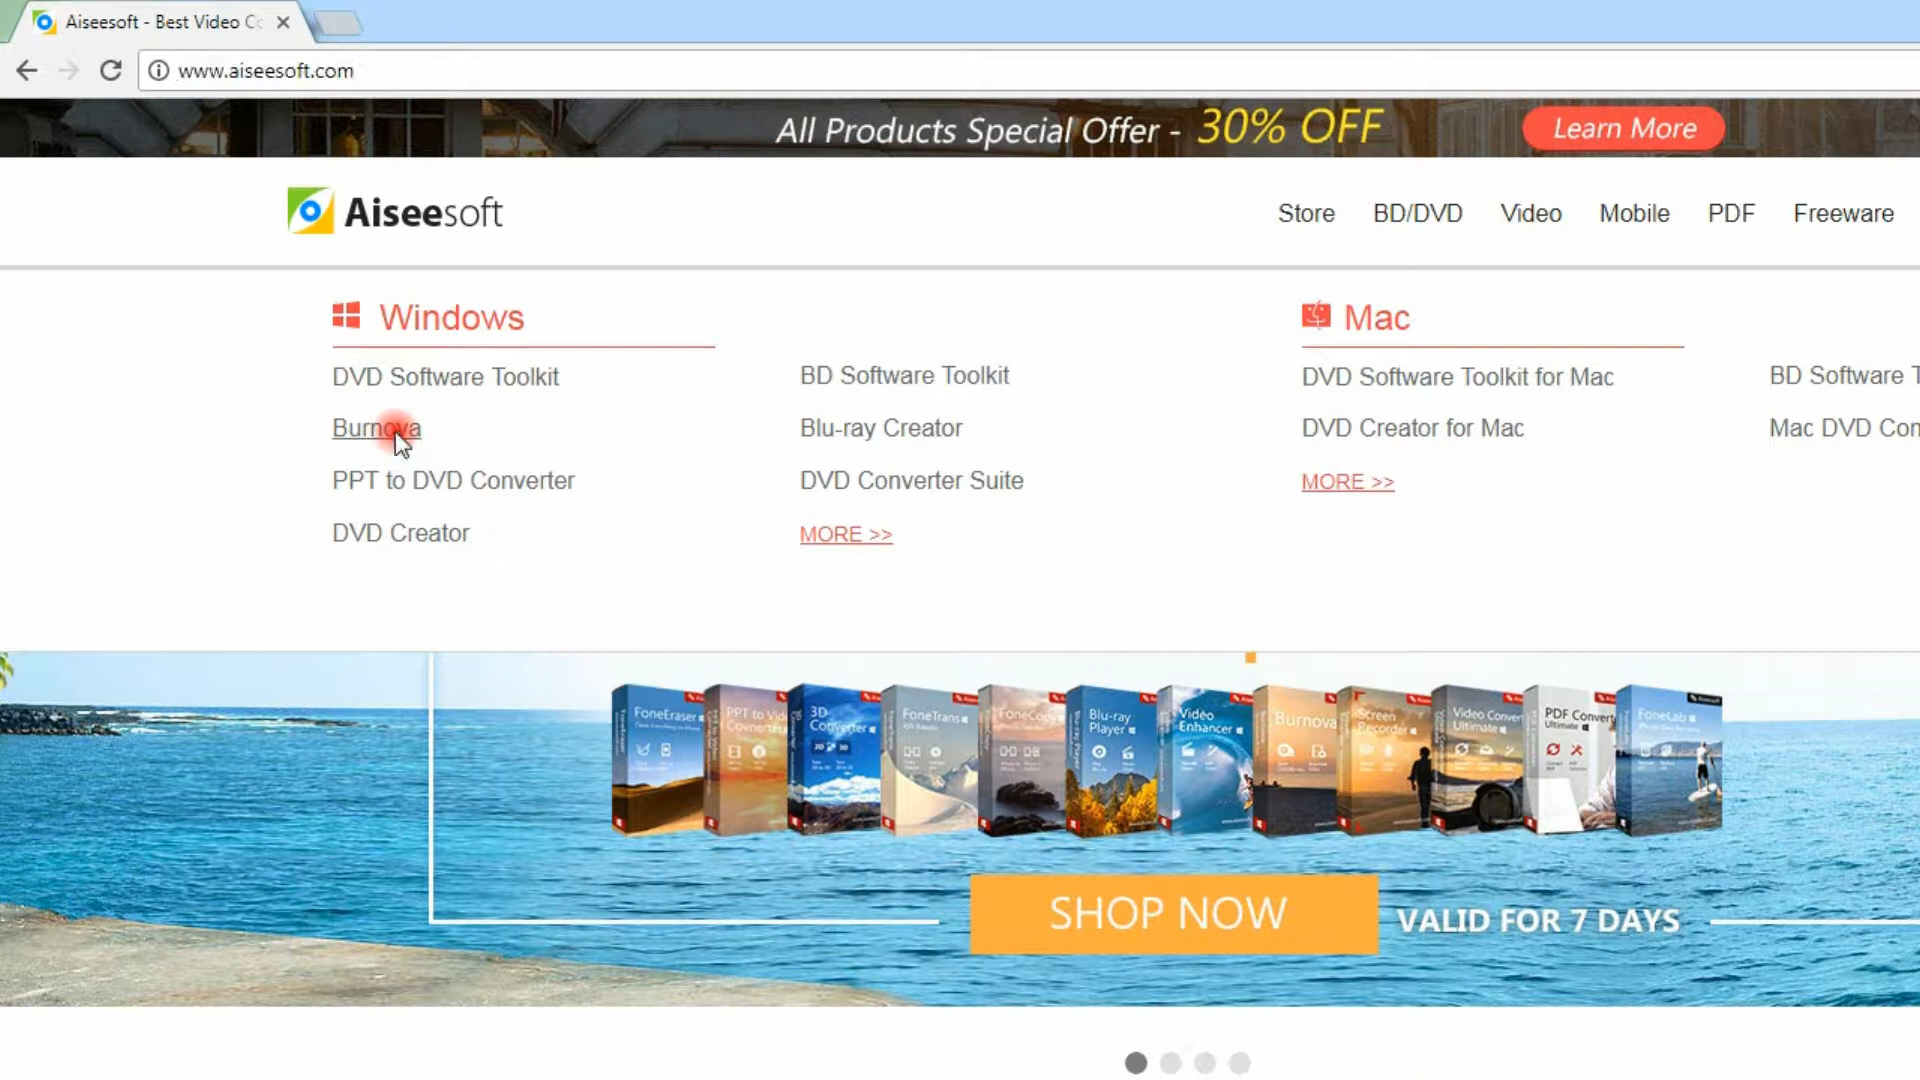 Aiseesoft - Best Video Co
www.aiseesoft.com
All Products Special Offer - 30% OFF
Learn More
Aiseesoft
Store BD/DVD Video Mobile PDF Freeware
Windows
DVD Software Toolkit
Burnova
PPT to DVD Converter
DVD Creator
BD Software Toolkit
Blu-ray Creator
DVD Converter Suite
MORE >>
Mac
DVD Software Toolkit for Mac
DVD Creator for Mac
MORE >>
BD Software T
Mac DVD Con
FoneEraser
PPT to Vid
3D
Converter
FoneTrans
FoneCopy
Blu-ray
Player
Video
Enhancer
Burnova
Screen
Recorder
Video Conver
Ultimate
PDF Convert
Ultimate
FoneLab
SHOP NOW
VALID FOR 7 DAYS